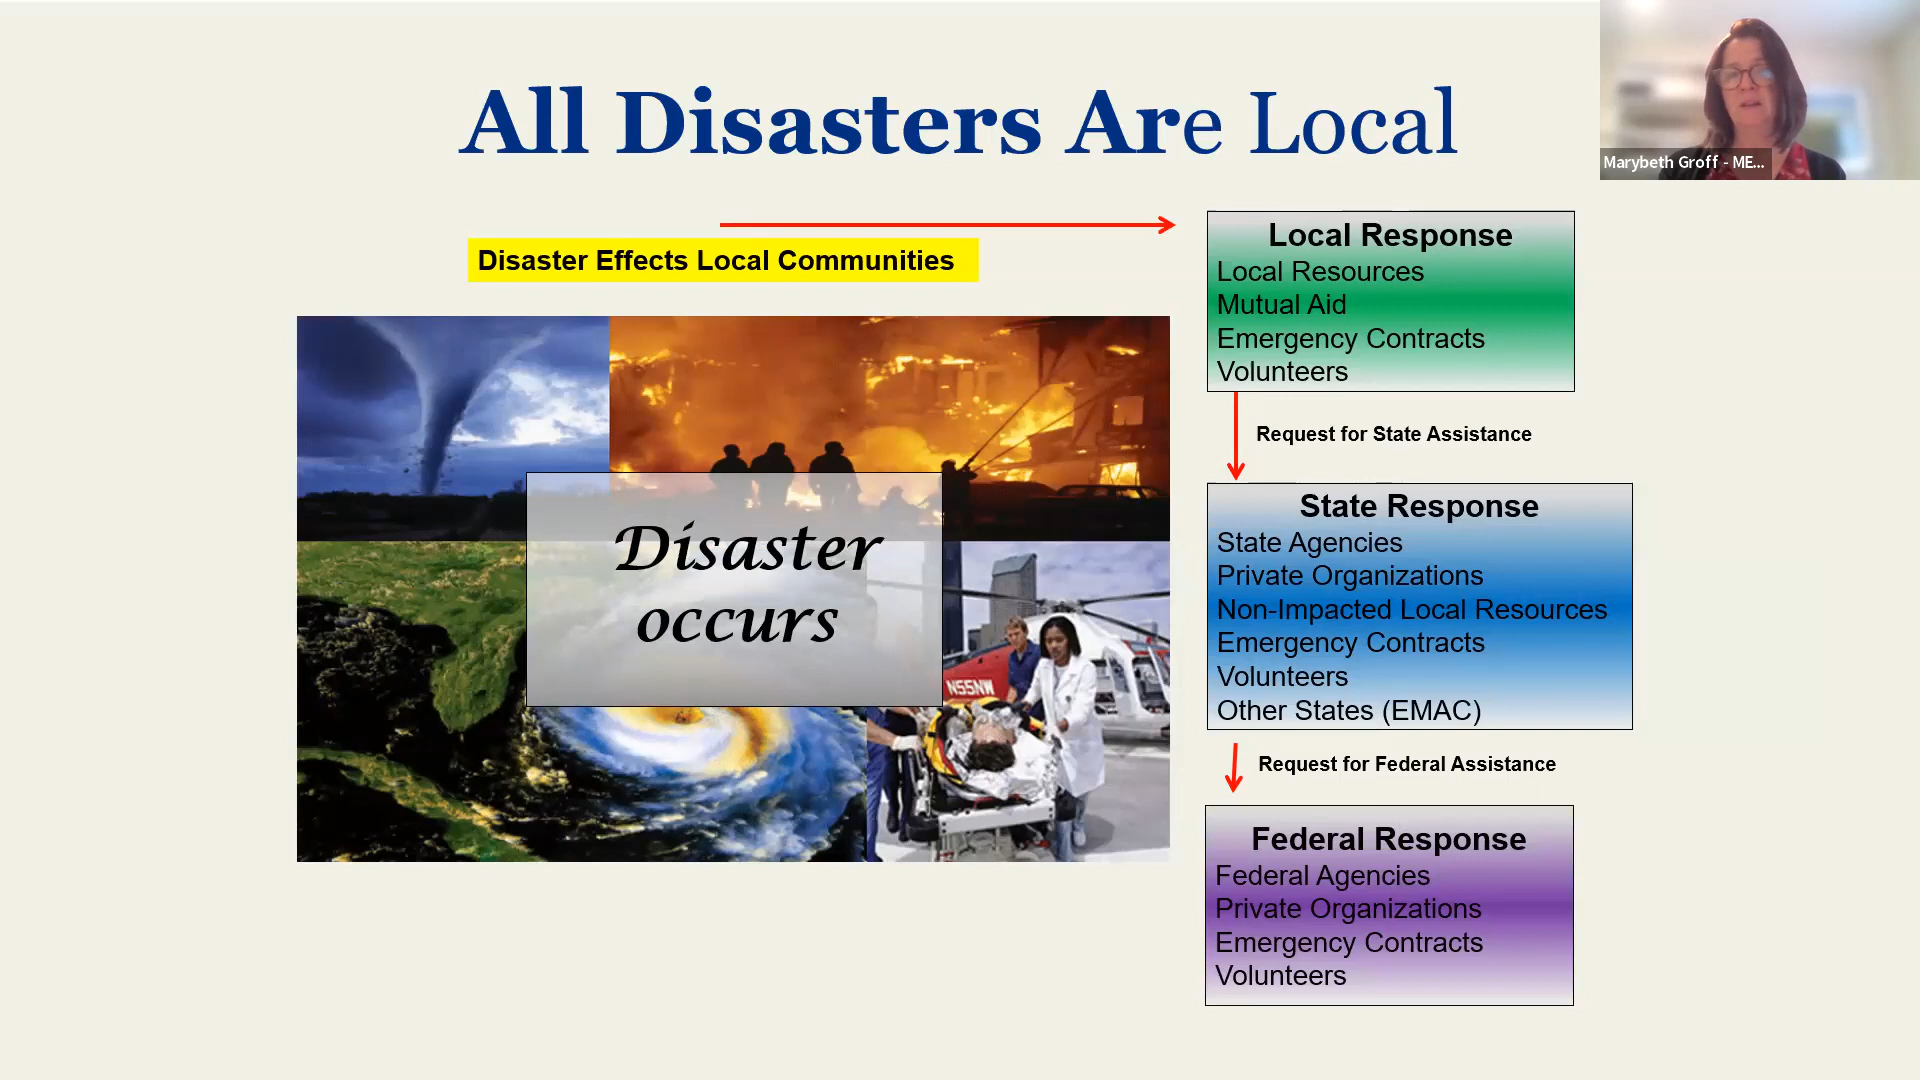 All Disasters Are Local
Marybeth Groff - ME...
Disaster Effects Local Communities
Disaster
occurs
N55NW
Local Response
Local Resources
Mutual Aid
Emergency Contracts
Volunteers
Request for State Assistance
State Response
State Agencies
Private Organizations
Non-Impacted Local Resources
Emergency Contracts
Volunteers
Other States (EMAC)
Request for Federal Assistance
Federal Response
Federal Agencies
Private Organizations
Emergency Contracts
Volunteers